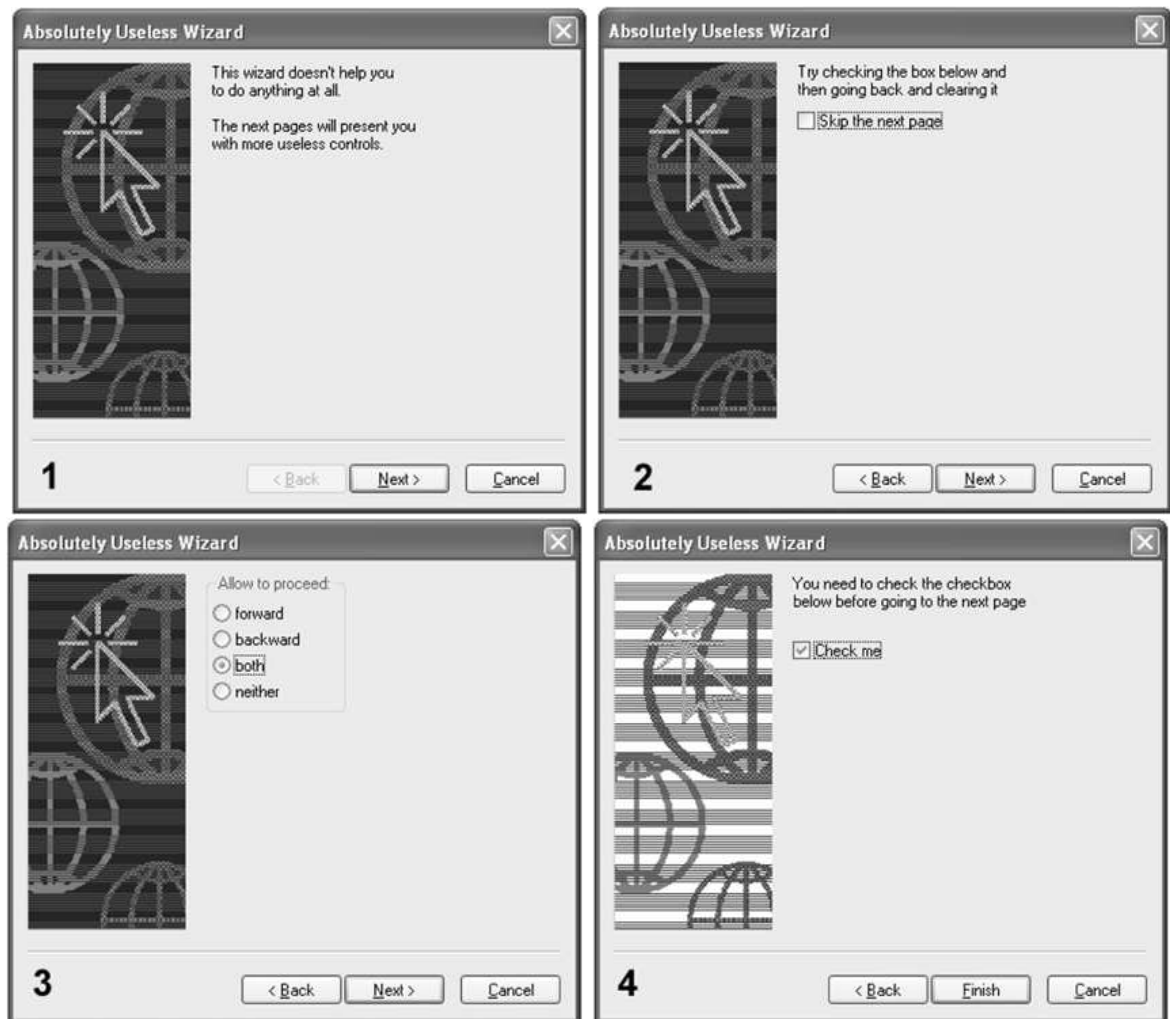 Absolutely Useless Wizard
This wizard doesn't help you
to do anything at all.
The next pages will present you
with more useless controls.
1
< Back
Next >
Cancel
Absolutely Useless Wizard
Try checking the box below and
then going back and clearing it
Skip the next page
2
< Back
Next >
Cancel
Absolutely Useless Wizard
Allow to proceed:
forward
backward
both
neither
3
< Back
Next >
Cancel
Absolutely Useless Wizard
You need to check the checkbox
below before going to the next page
Check me
4
< Back
Finish
Cancel